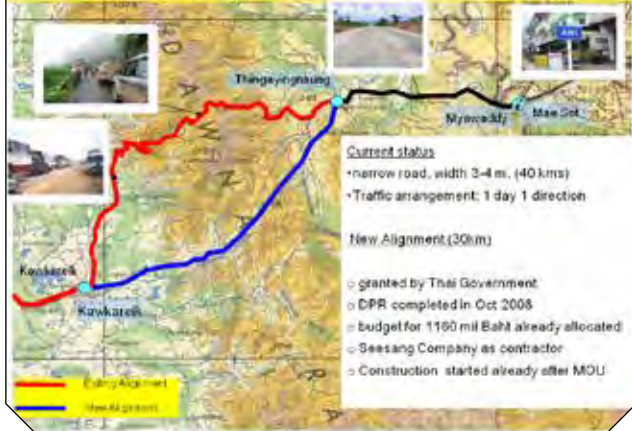 AH1
Thingayinghaung
Myawaddy
Mae Sot
D
A
W
N
A
R
A
Current status
•narrow road, width 3-4 m. (40 kms)
•Traffic arrangement: 1 day 1 direction
New Alignment (30km)
○ granted by Thai Government
○ DPR completed in Oct 2008
○ budget for 1160 mil Baht already allocated
○ Seesang Company as contractor
○ Construction started already after MOU
Kawkareik
Kawkareik
Alignment
New Alignment